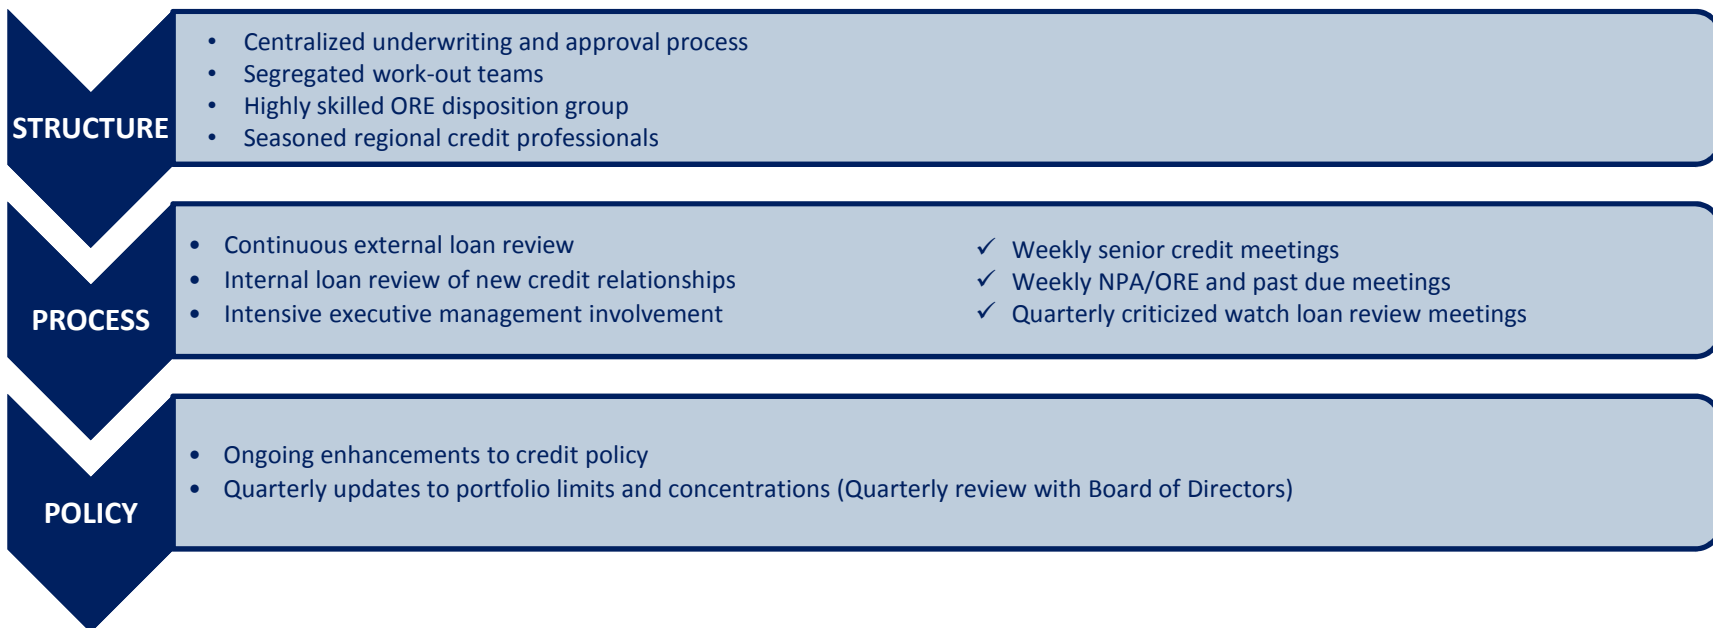 STRUCTURE
• Centralized underwriting and approval process
• Segregated work-out teams
• Highly skilled ORE disposition group
• Seasoned regional credit professionals
PROCESS
• Continuous external loan review
• Internal loan review of new credit relationships
• Intensive executive management involvement
✓ Weekly senior credit meetings
✓ Weekly NPA/ORE and past due meetings
✓ Quarterly criticized watch loan review meetings
POLICY
• Ongoing enhancements to credit policy
• Quarterly updates to portfolio limits and concentrations (Quarterly review with Board of Directors)